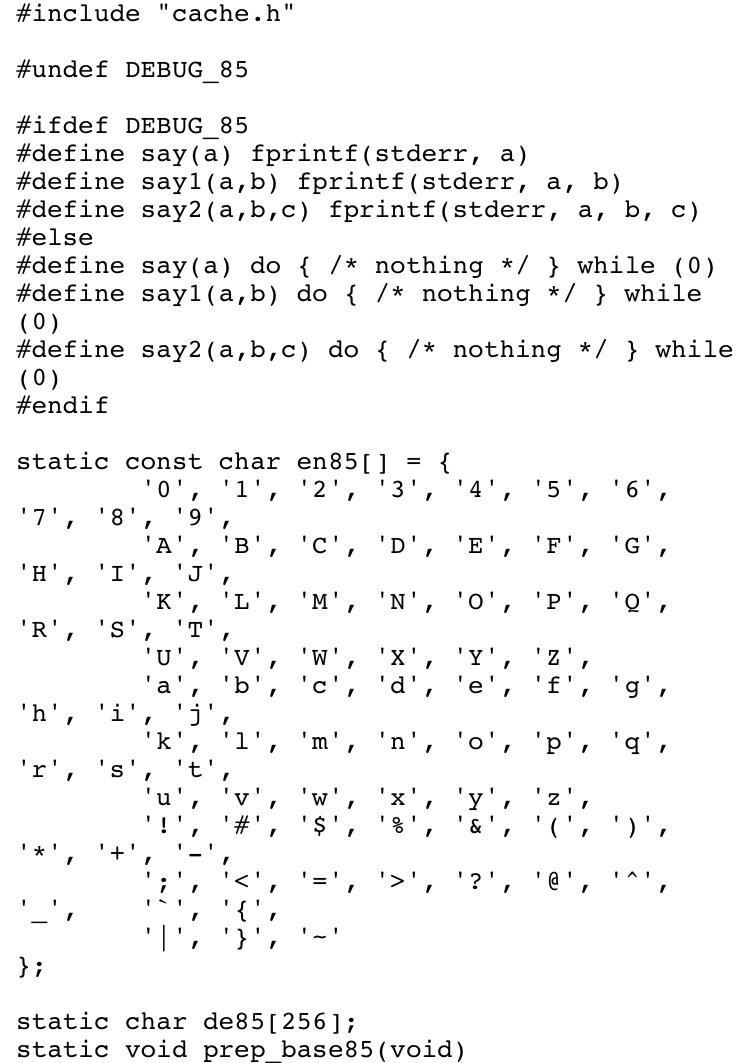 #include "cache.h"

#undef DEBUG_85

#ifdef DEBUG_85
#define say(a) fprintf(stderr, a)
#define say1(a,b) fprintf(stderr, a, b)
#define say2(a,b,c) fprintf(stderr, a, b, c)
#else
#define say(a) do { /* nothing */ } while (0)
#define say1(a,b) do { /* nothing */ } while
(0)
#define say2(a,b,c) do { /* nothing */ } while
(0)
#endif

static const char en85[] = {
        '0', '1', '2', '3', '4', '5', '6',
'7', '8', '9',
        'A', 'B', 'C', 'D', 'E', 'F', 'G',
'H', 'I', 'J',
        'K', 'L', 'M', 'N', 'O', 'P', 'Q',
'R', 'S', 'T',
        'U', 'V', 'W', 'X', 'Y', 'Z',
        'a', 'b', 'c', 'd', 'e', 'f', 'g',
'h', 'i', 'j',
        'k', 'l', 'm', 'n', 'o', 'p', 'q',
'r', 's', 't',
        'u', 'v', 'w', 'x', 'y', 'z',
        '!', '#', '$', '%', '&', '(', ')',
'*', '+', '-',
        ';', '<', '=', '>', '?', '@', '^',
'_',    '`', '{',
        '|', '}', '~'
};

static char de85[256];
static void prep_base85(void)